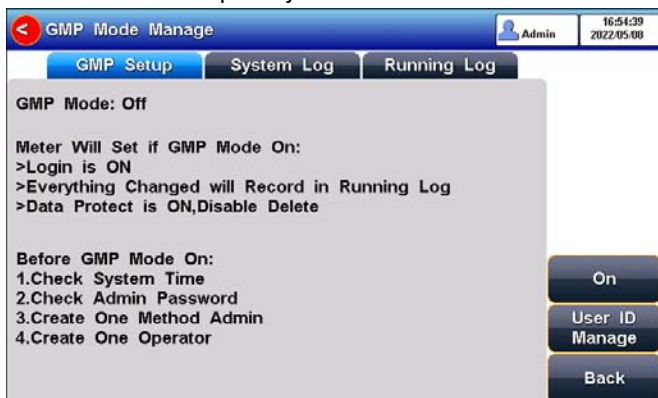 GMP Mode Manage
Admin
16:54:39
2022/05/08
GMP Setup
System Log
Running Log
GMP Mode: Off
Meter Will Set if GMP Mode On:
>Login is ON
>Everything Changed will Record in Running Log
>Data Protect is ON,Disable Delete
Before GMP Mode On:
1.Check System Time
2.Check Admin Password
3.Create One Method Admin
4.Create One Operator
On
User ID
Manage
Back